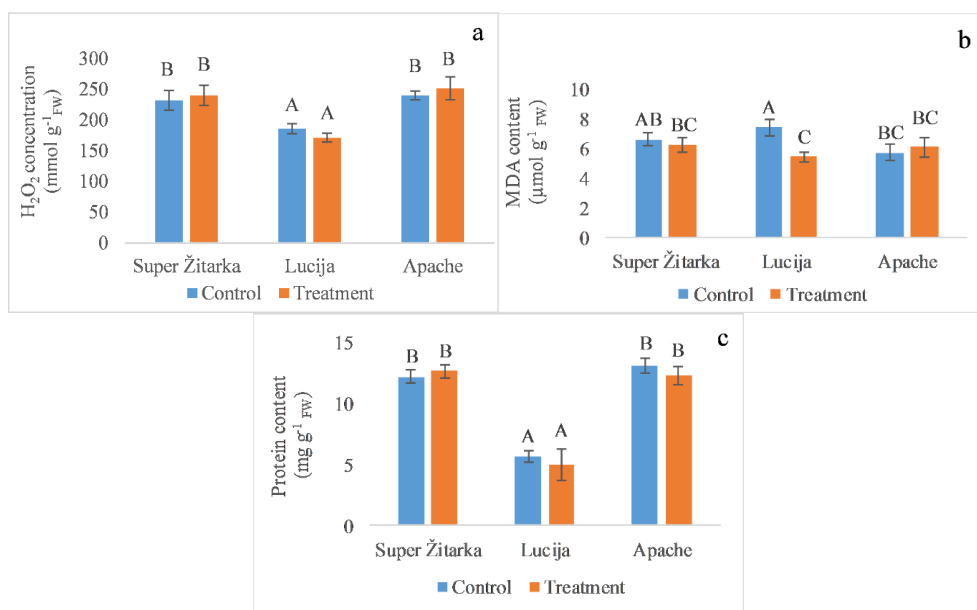 a
H₂O₂ concentration
(mmol g⁻¹ FW)
300
250
200
150
100
50
0
B B
A A
B B
Super Žitarka Lucija Apache
Control Treatment
b
MDA content
(µmol g⁻¹ FW)
10
8
6
4
2
0
AB BC
A C
BC BC
Super Žitarka Lucija Apache
Control Treatment
c
Protein content
(mg g⁻¹ FW)
15
10
5
0
B B
A A
B B
Super Žitarka Lucija Apache
Control Treatment